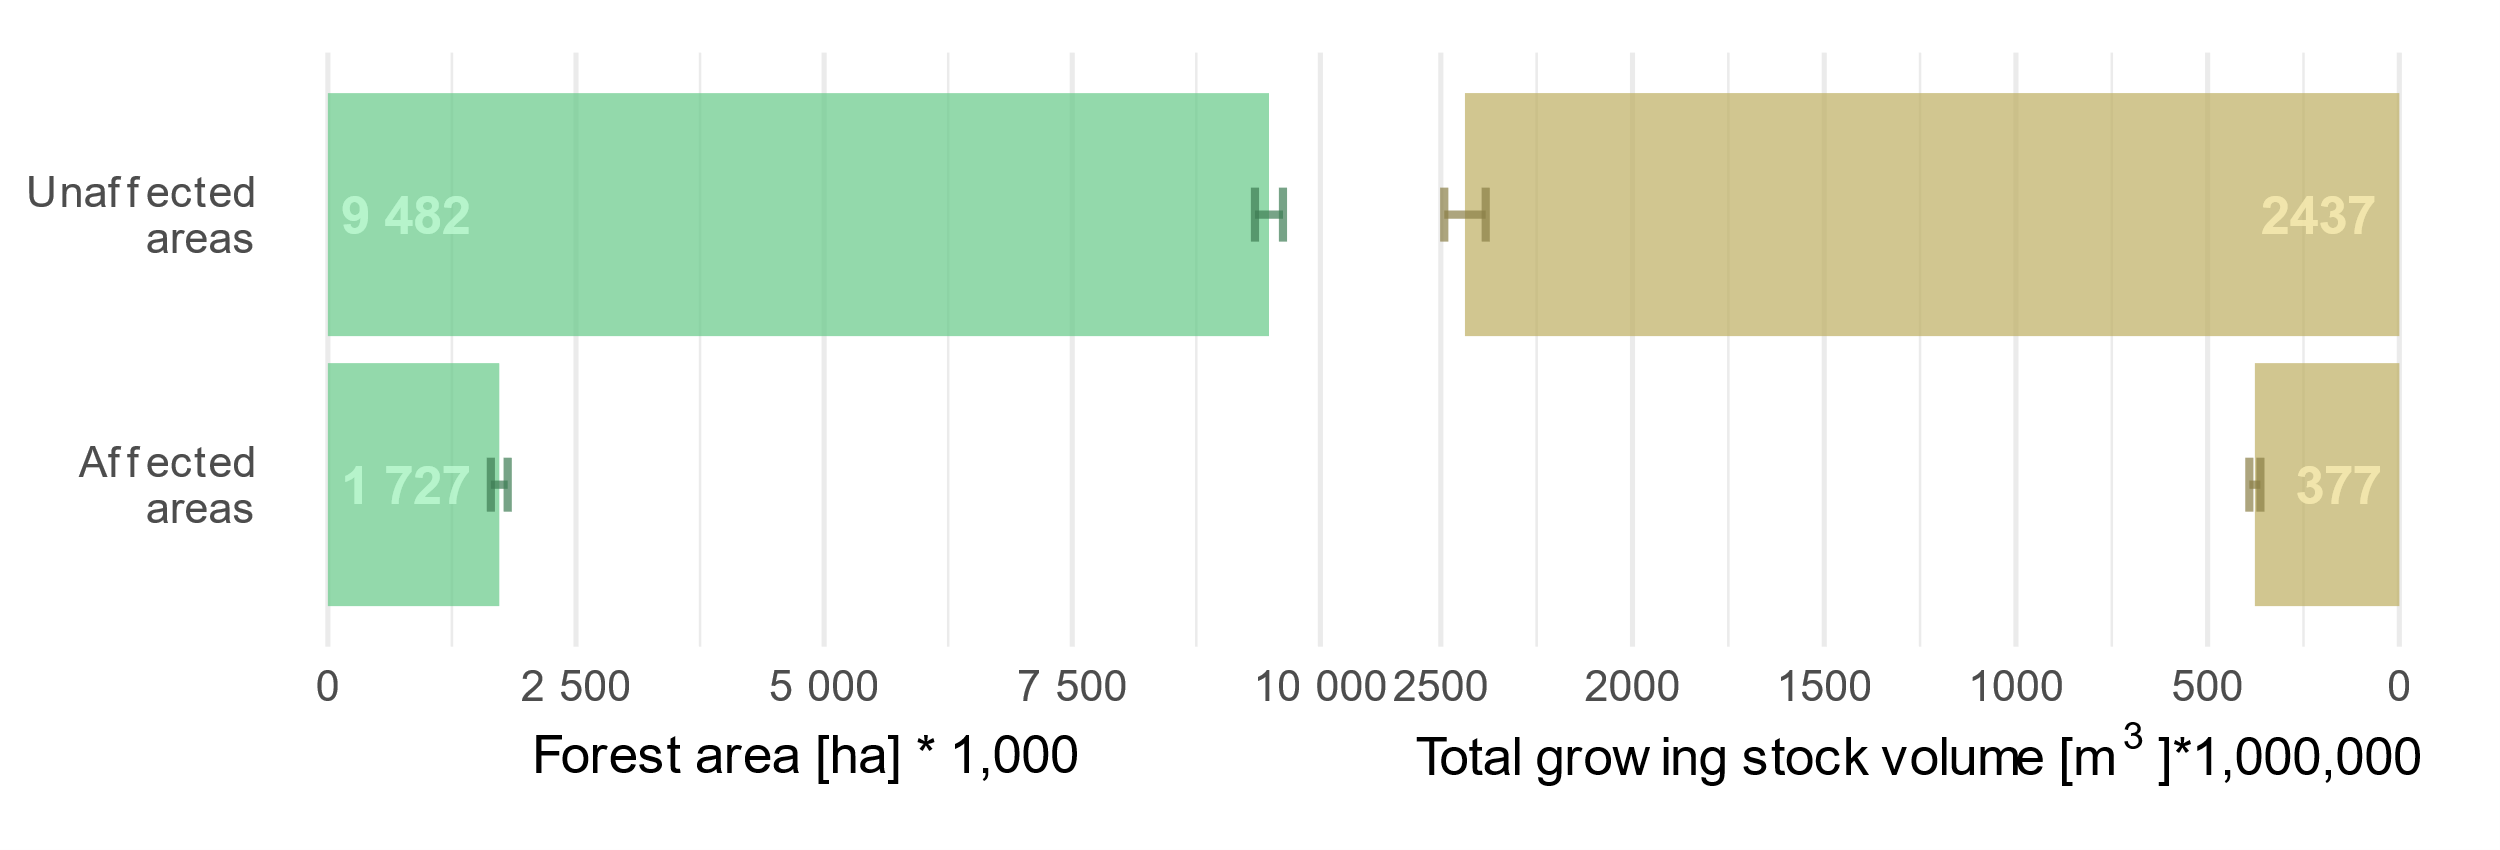 Unaffected
areas
9 482
2437
Affected
areas
1 727
377
0 2 500 5 000 7 500 10 000 2500 2000 1500 1000 500 0
Forest area [ha] * 1,000
Total growing stock volume [m³]*1,000,000